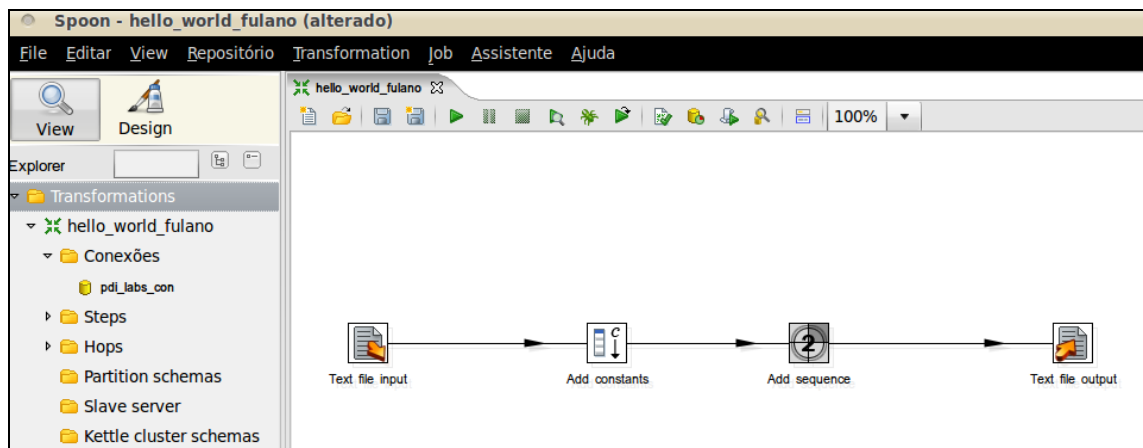 Spoon - hello_world_fulano (alterado)
File Editar View Repositório Transformation Job Assistente Ajuda
hello_world_fulano
View Design
100%
Explorer
Transformations
hello_world_fulano
Conexões
pdi_labs_con
Steps
Hops
Partition schemas
Slave server
Kettle cluster schemas
C
2
Text file input Add constants Add sequence Text file output